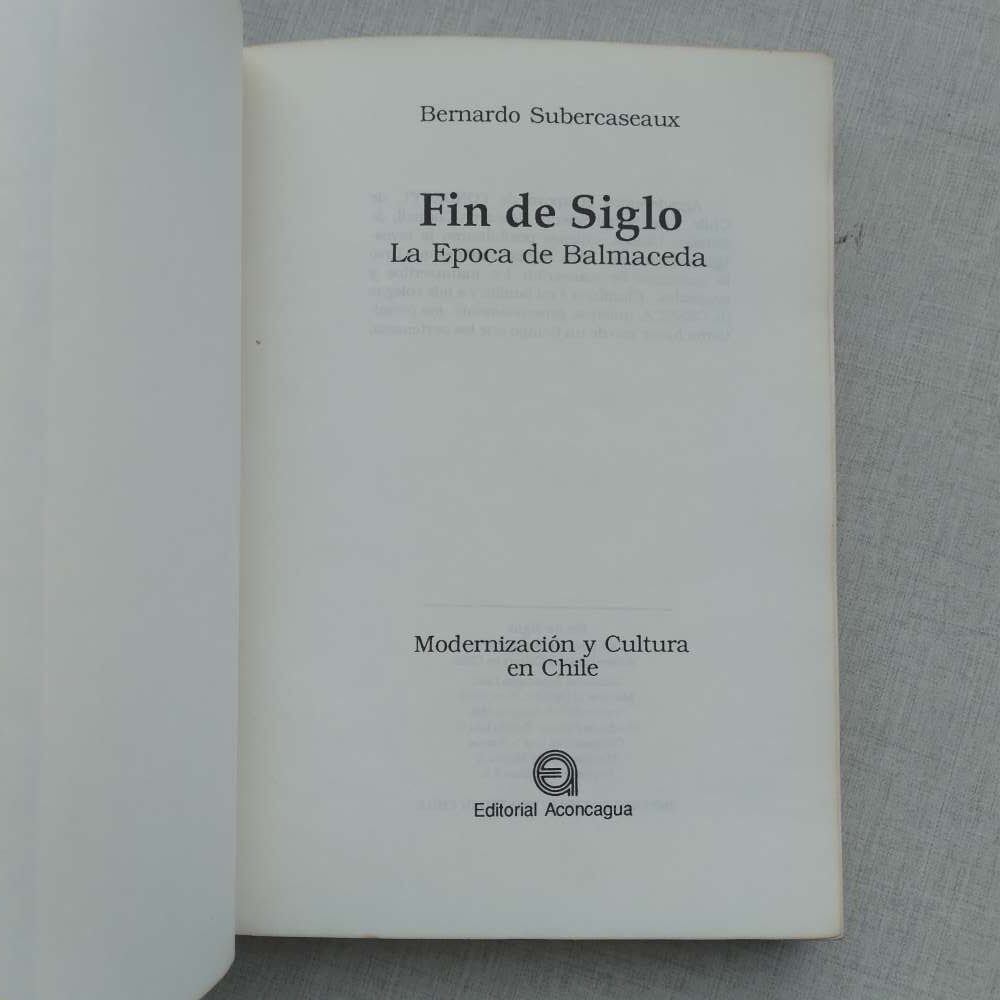 Bernardo Subercaseaux
Fin de Siglo
La Epoca de Balmaceda
Modernización y Cultura
en Chile
Editorial Aconcagua